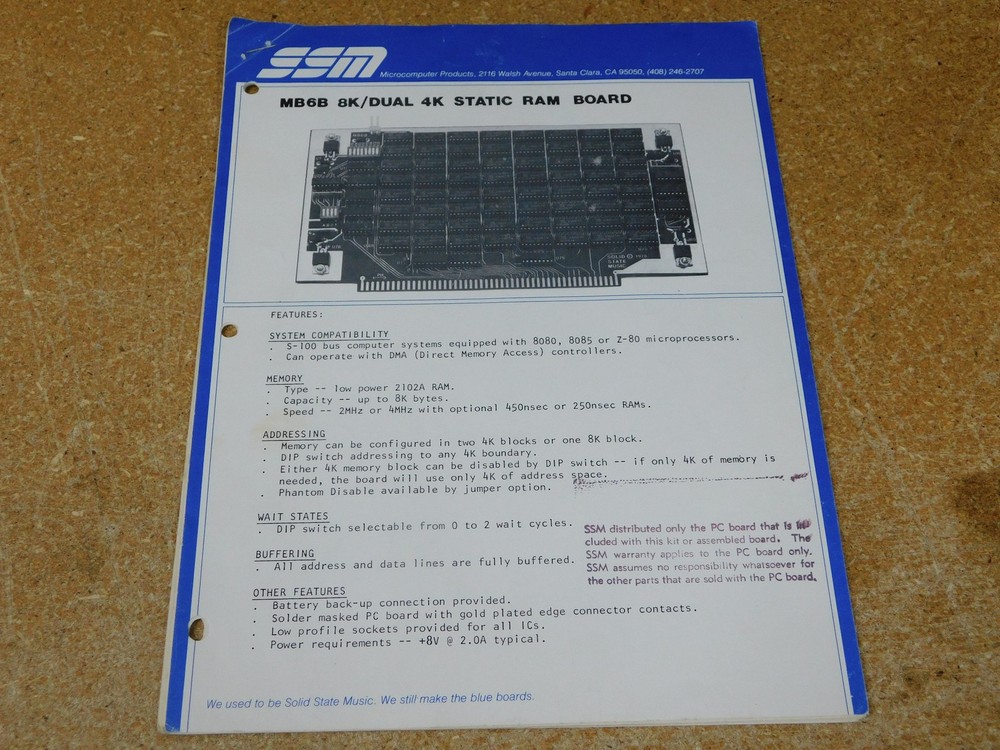 SSM
Microcomputer Products, 2116 Walsh Avenue, Santa Clara, CA 95050, (408) 246-2707
MB6B 8K/DUAL 4K STATIC RAM BOARD
SOLID
STATE
MUSIC
FEATURES:
SYSTEM COMPATIBILITY
. S-100 bus computer systems equipped with 8080, 8085 or Z-80 microprocessors.
. Can operate with DMA (Direct Memory Access) controllers.
MEMORY
. Type -- low power 2102A RAM.
. Capacity -- up to 8K bytes.
. Speed -- 2MHz or 4MHz with optional 450nsec or 250nsec RAMs.
ADDRESSING
. Memory can be configured in two 4K blocks or one 8K block.
. DIP switch addressing to any 4K boundary.
. Either 4K memory block can be disabled by DIP switch -- if only 4K of memory is
needed, the board will use only 4K of address space.
. Phantom Disable available by jumper option.
WAIT STATES
. DIP switch selectable from 0 to 2 wait cycles.
BUFFERING
. All address and data lines are fully buffered.
SSM distributed only the PC board that is in-
cluded with this kit or assembled board. The
SSM warranty applies to the PC board only.
SSM assumes no responsibility whatsoever for
the other parts that are sold with the PC board.
OTHER FEATURES
. Battery back-up connection provided.
. Solder masked PC board with gold plated edge connector contacts.
. Low profile sockets provided for all ICs.
. Power requirements -- +8V @ 2.0A typical.
We used to be Solid State Music. We still make the blue boards.